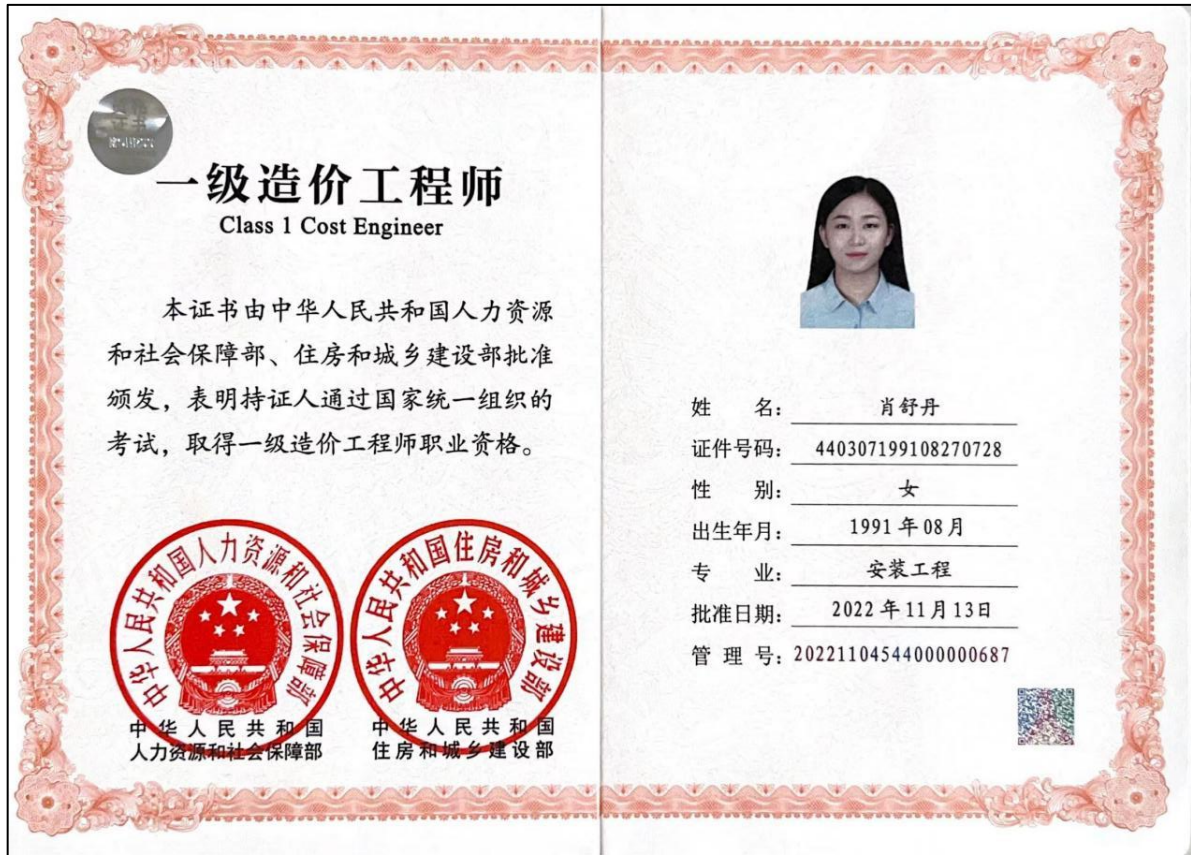 一级造价工程师
Class 1 Cost Engineer
本证书由中华人民共和国人力资源
和社会保障部、住房和城乡建设部批准
颁发，表明持证人通过国家统一组织的
考试，取得一级造价工程师职业资格。
中华人民共和国人力资源和社会保障部
中华人民共和国
人力资源和社会保障部
中华人民共和国住房和城乡建设部
中华人民共和国
住房和城乡建设部
姓 名： 肖舒丹
证件号码： 440307199108270728
性 别： 女
出生年月： 1991年08月
专 业： 安装工程
批准日期： 2022年11月13日
管 理 号： 20221104544000000687